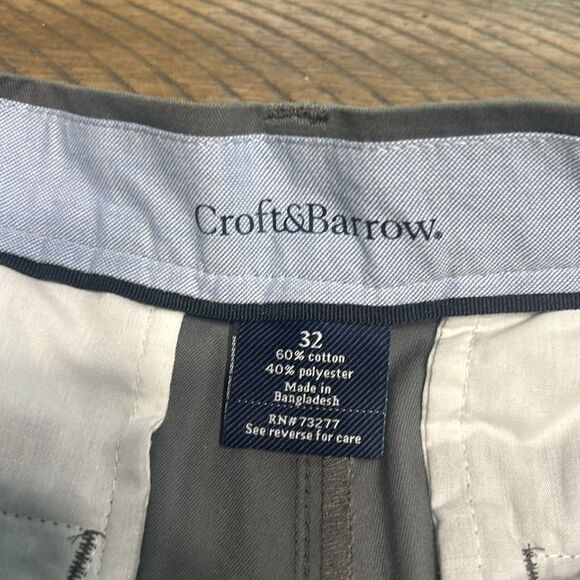 Croft&Barrow.
32
60% cotton
40% polyester
Made in
Bangladesh
RN#73277
See reverse for care